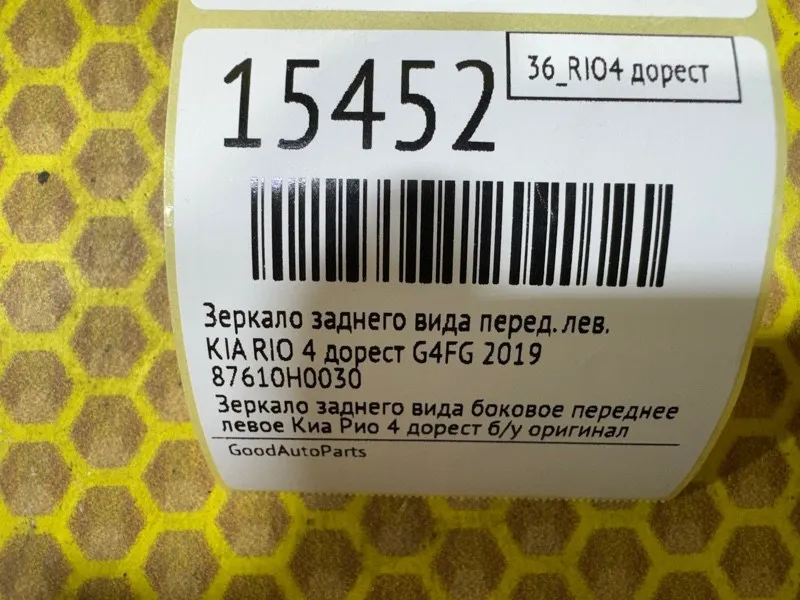 15452
36_RIO4 дорест
Зеркало заднего вида перед. лев.
KIA RIO 4 дорест G4FG 2019
87610H0030
Зеркало заднего вида боковое переднее
левое Киа Рио 4 дорест б/у оригинал
GoodAutoParts